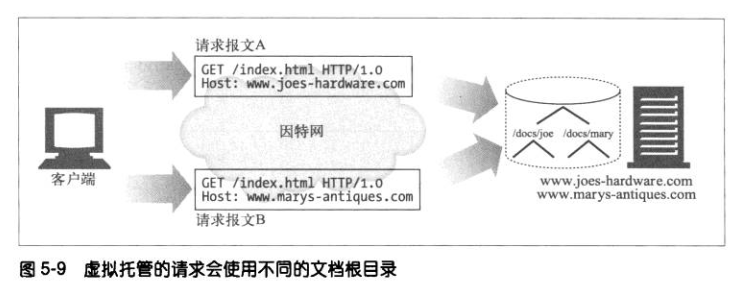 请求报文A
GET /index.html HTTP/1.0
Host: www.joes-hardware.com
因特网
/docs/joe /docs/mary
客户端
GET /index.html HTTP/1.0
Host: www.marys-antiques.com
请求报文B
www.joes-hardware.com
www.marys-antiques.com
图 5-9 虚拟托管的请求会使用不同的文档根目录